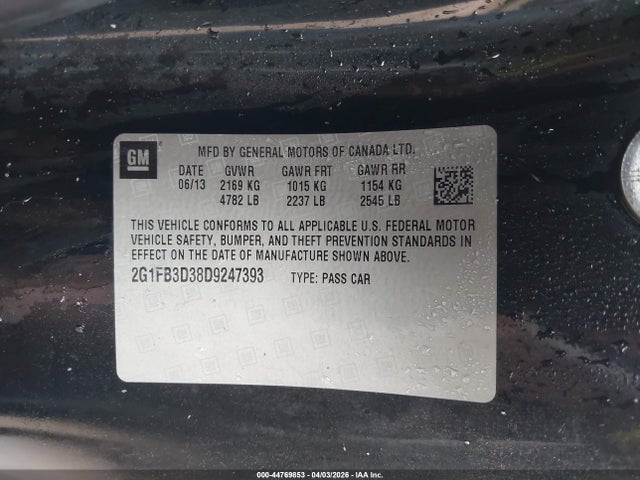 GM
MFD BY GENERAL MOTORS OF CANADA LTD.
DATE GVWR GAWR FRT GAWR RR
06/13 2169 KG 1015 KG 1154 KG
4782 LB 2237 LB 2545 LB
THIS VEHICLE CONFORMS TO ALL APPLICABLE U.S. FEDERAL MOTOR
VEHICLE SAFETY, BUMPER, AND THEFT PREVENTION STANDARDS IN
EFFECT ON THE DATE OF MANUFACTURE SHOWN ABOVE.
2G1FB3D38D9247393 TYPE: PASS CAR
000-44769853 - 04/03/2026 - IAA Inc.